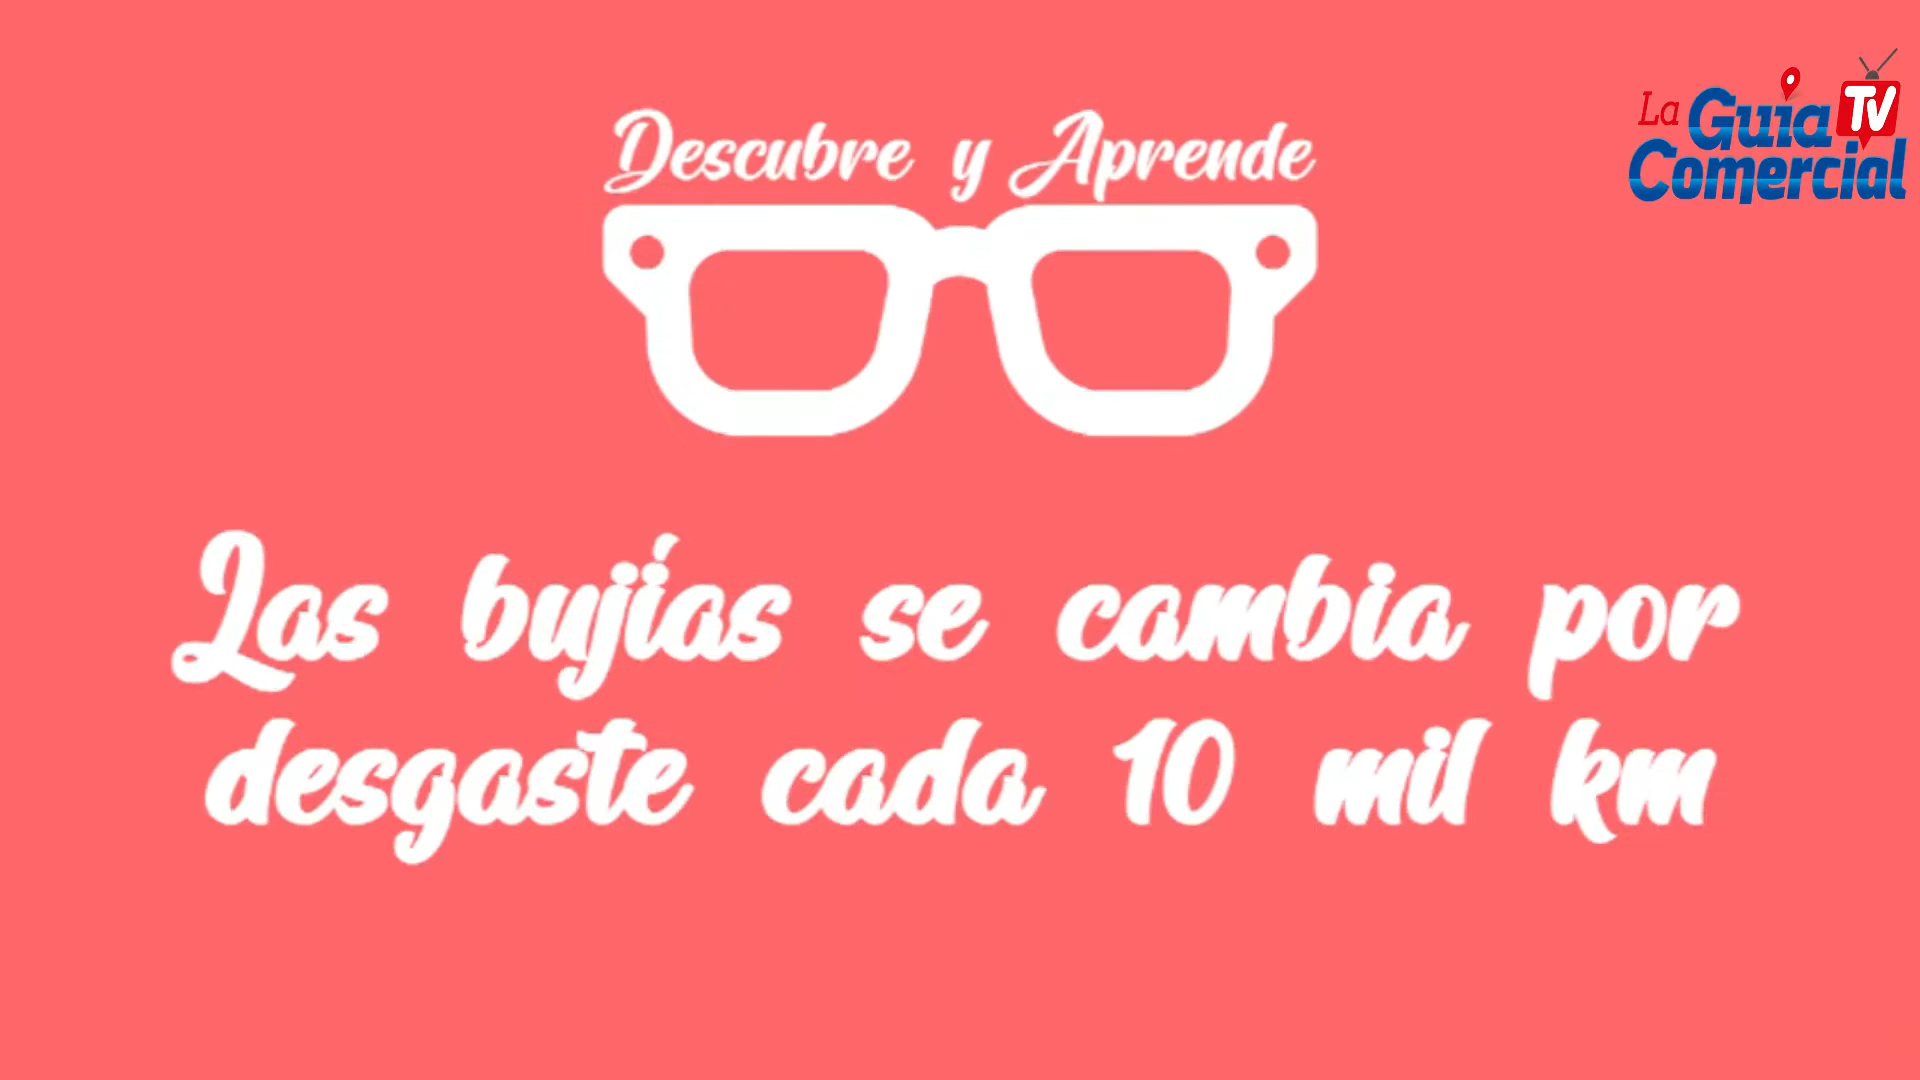 Descubre y Aprende
La Guia TV
Comercial
Las bujías se cambia por
desgaste cada 10 mil km